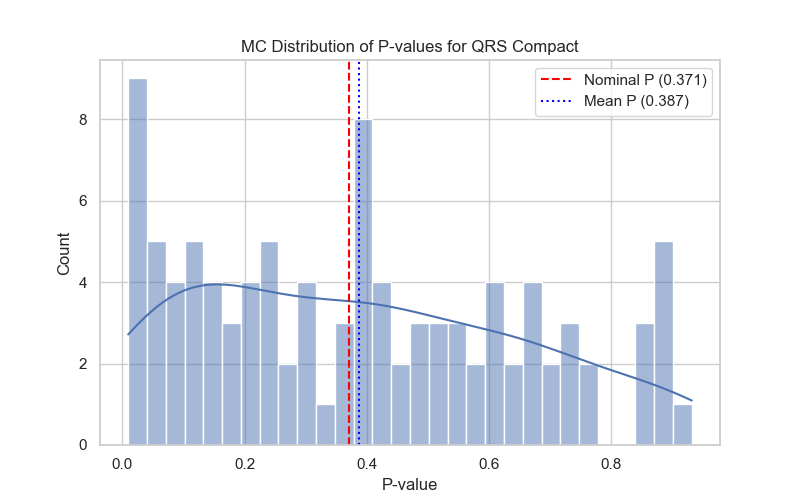 MC Distribution of P-values for QRS Compact
Nominal P (0.371)
Mean P (0.387)
Count
8
6
4
2
0
0.0 0.2 0.4 0.6 0.8
P-value